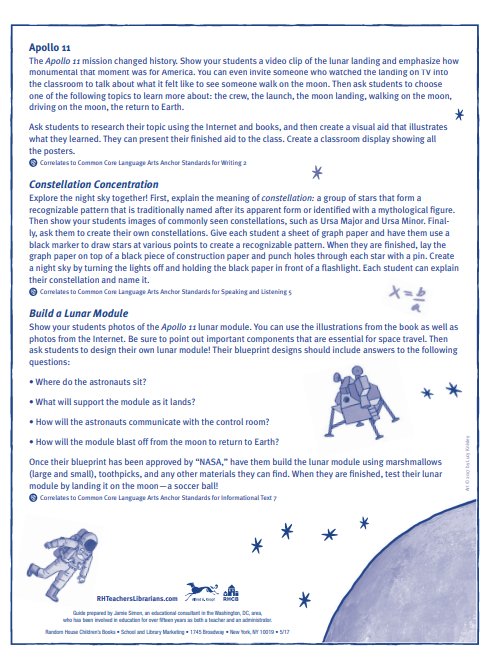 Apollo 11
The Apollo 11 mission changed history. Show your students a video clip of the lunar landing and emphasize how
monumental that moment was for America. You can even invite someone who watched the landing on TV into
the classroom to talk about what it felt like to see someone walk on the moon. Then ask students to choose
one of the following topics to learn more about: the crew, the launch, the moon landing, walking on the moon,
driving on the moon, the return to Earth.
Ask students to research their topic using the Internet and books, and then create a visual aid that illustrates
what they learned. They can present their finished aid to the class. Create a classroom display showing all
the posters.
Correlates to Common Core Language Arts Anchor Standards for Writing 2
Constellation Concentration
Explore the night sky together! First, explain the meaning of constellation: a group of stars that form a
recognizable pattern that is traditionally named after its apparent form or identified with a mythological figure.
Then show your students images of commonly seen constellations, such as Ursa Major and Ursa Minor. Final-
ly, ask them to create their own constellations. Give each student a sheet of graph paper and have them use a
black marker to draw stars at various points to create a recognizable pattern. When they are finished, lay the
graph paper on top of a black piece of construction paper and punch holes through each star with a pin. Create
a night sky by turning the lights off and holding the black paper in front of a flashlight. Each student can explain
their constellation and name it.
Correlates to Common Core Language Arts Anchor Standards for Speaking and Listening 5
x = b/a
Build a Lunar Module
Show your students photos of the Apollo 11 lunar module. You can use the illustrations from the book as well as
photos from the Internet. Be sure to point out important components that are essential for space travel. Then
ask students to design their own lunar module! Their blueprint designs should include answers to the following
questions:
• Where do the astronauts sit?
• What will support the module as it lands?
• How will the astronauts communicate with the control room?
• How will the module blast off from the moon to return to Earth?
Once their blueprint has been approved by “NASA,” have them build the lunar module using marshmallows
(large and small), toothpicks, and any other materials they can find. When they are finished, test their lunar
module by landing it on the moon—a soccer ball!
Correlates to Common Core Language Arts Anchor Standards for Informational Text 7
RHTeachersLibrarians.com
RHCB
Guide prepared by Jamie Simon, an educational consultant in the Washington, DC, area,
who has been involved in education for over fifteen years as both a teacher and an administrator.
Random House Children's Books • School and Library Marketing • 1745 Broadway • New York, NY 10019 • 5/17